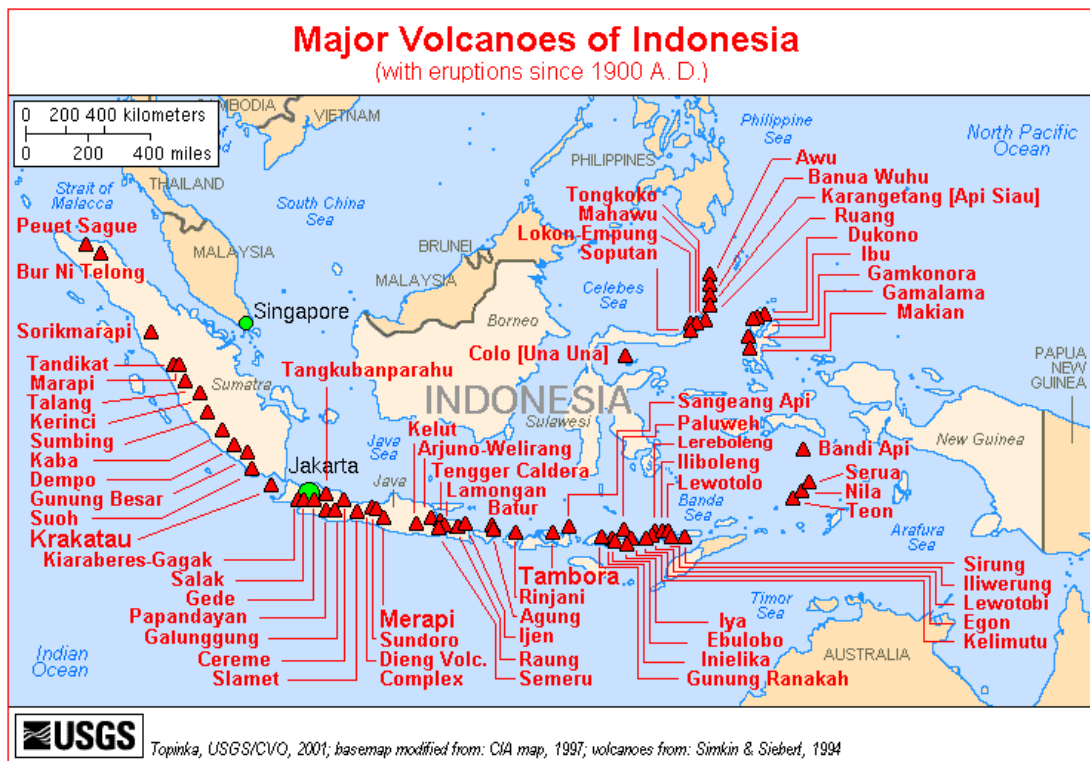 Major Volcanoes of Indonesia
(with eruptions since 1900 A. D.)
0 200 400 kilometers
0 200 400 miles
CAMBODIA
VIETNAM
THAILAND
Strait of
Malacca
South China
Sea
MALAYSIA
BRUNEI
MALAYSIA
PHILIPPINES
Philippine
Sea
North Pacific
Ocean
Celebes
Sea
Borneo
Singapore
Peuet Sague
Bur Ni Telong
Sorikmarapi
Tandikat
Marapi
Talang
Kerinci
Sumbing
Kaba
Dempo
Gunung Besar
Suoh
Krakatau
Kiaraberes-Gagak
Salak
Gede
Papandayan
Galunggung
Cereme
Slamet
Sumatra
Tangkubanparahu
Jakarta
Java
Sea
Java
INDONESIA
Sulawesi
Kelut
Arjuno-Welirang
Tengger Caldera
Lamongan
Batur
Merapi
Sundoro
Dieng Volc.
Complex
Tambora
Rinjani
Agung
Ijen
Raung
Semeru
Tongkoko
Mahawu
Lokon-Empung
Soputan
Colo [Una Una]
Awu
Banua Wuhu
Karangetang [Api Siau]
Ruang
Dukono
Ibu
Gamkonora
Gamalama
Makian
Sangeang Api
Paluweh
Lereboleng
Iliboleng
Lewotolo
Banda
Sea
Bandi Api
Serua
Nila
Teon
New Guinea
PAPUA
NEW
GUINEA
Arafura
Sea
Sirung
Iliwerung
Lewotobi
Egon
Kelimutu
Timor
Sea
Iya
Ebulobo
Inielika
Gunung Ranakah
AUSTRALIA
Indian
Ocean
USGS
Topinka, USGS/CVO, 2001; basemap modified from: CIA map, 1997; volcanoes from: Simkin & Siebert, 1994